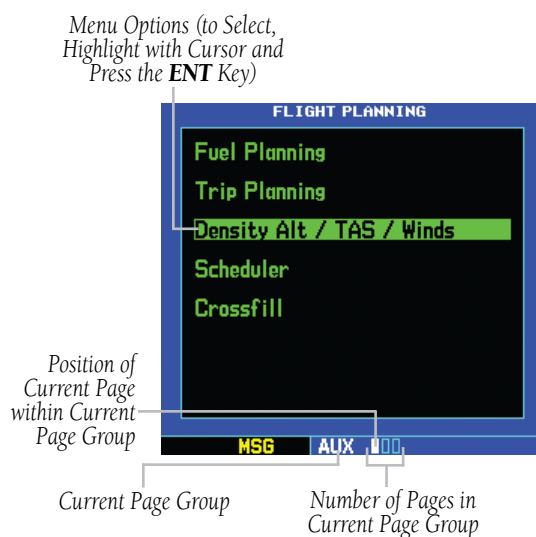 Menu Options (to Select,
Highlight with Cursor and
Press the ENT Key)
FLIGHT PLANNING
Fuel Planning
Trip Planning
Density Alt / TAS / Winds
Scheduler
Crossfill
Position of
Current Page
within Current
Page Group
MSG AUX
Current Page Group
Number of Pages in
Current Page Group